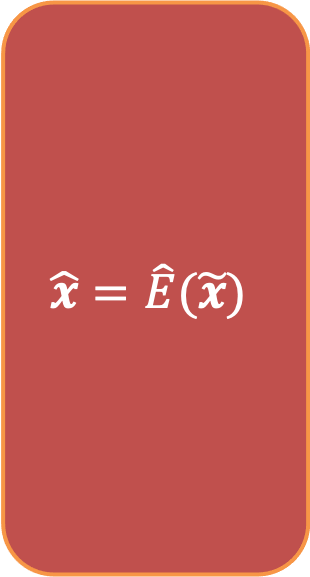 𝒙̂ = 𝐸̂(𝒙̃)